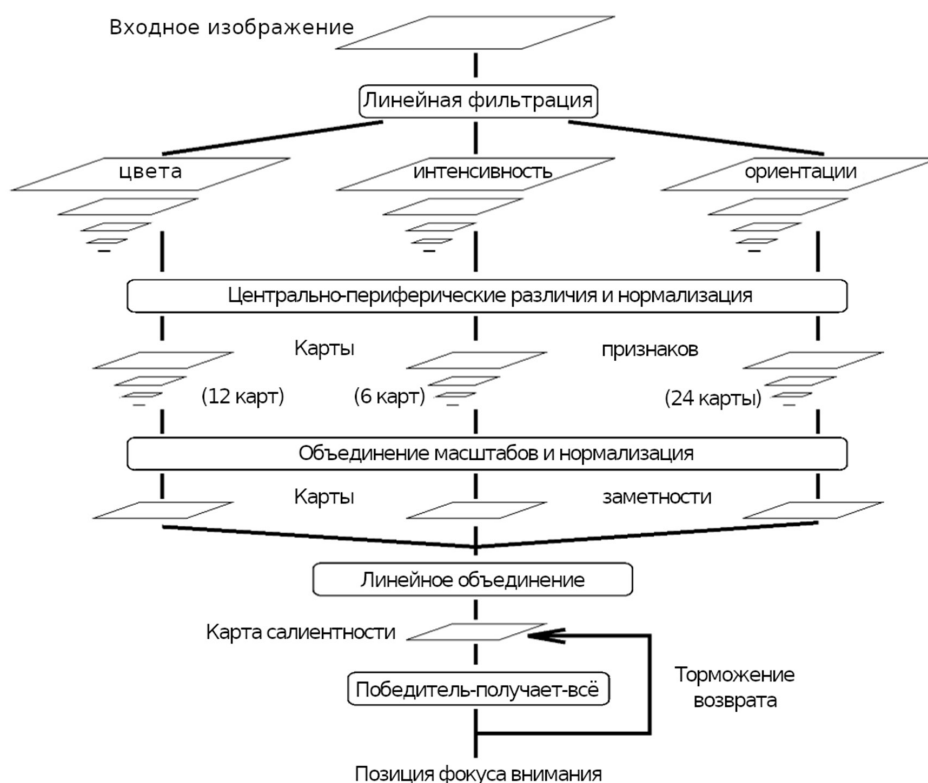 Входное изображение
Линейная фильтрация
цвета
интенсивность
ориентации
Центрально-периферические различия и нормализация
Карты признаков
(12 карт) (6 карт) (24 карты)
Объединение масштабов и нормализация
Карты заметности
Линейное объединение
Карта салиентности
Победитель-получает-всё
Торможение
возврата
Позиция фокуса внимания